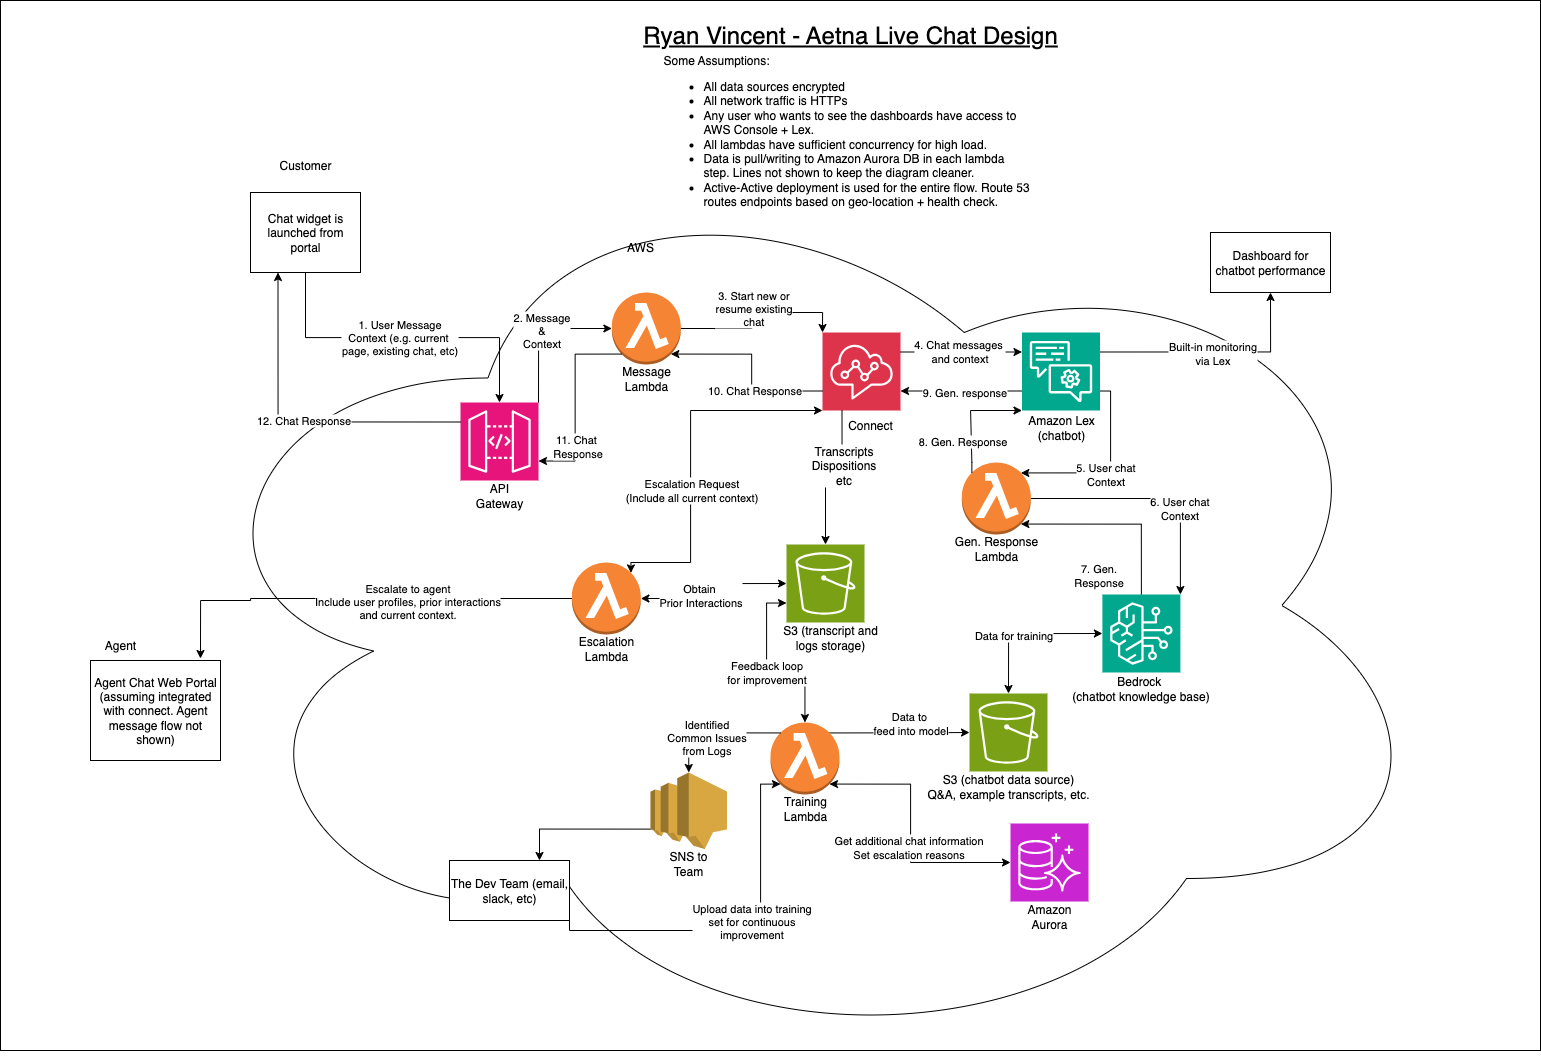 Ryan Vincent - Aetna Live Chat Design
Some Assumptions:
All data sources encrypted
All network traffic is HTTPs
Any user who wants to see the dashboards have access to
AWS Console + Lex.
All lambdas have sufficient concurrency for high load.
Data is pull/writing to Amazon Aurora DB in each lambda
step. Lines not shown to keep the diagram cleaner.
Active-Active deployment is used for the entire flow. Route 53
routes endpoints based on geo-location + health check.
Customer
Chat widget is
launched from
portal
AWS
Dashboard for
chatbot performance
1. User Message
Context (e.g. current
page, existing chat, etc)
2. Message
&
Context
Message
Lambda
3. Start new or
resume existing
chat
4. Chat messages
and context
Built-in monitoring
via Lex
10. Chat Response
9. Gen. response
12. Chat Response
11. Chat
Response
Connect
Amazon Lex
(chatbot)
8. Gen. Response
API
Gateway
Transcripts
Dispositions
etc
5. User chat
Context
Escalation Request
(Include all current context)
6. User chat
Context
Gen. Response
Lambda
7. Gen.
Response
Escalate to agent
Include user profiles, prior interactions
and current context.
Obtain
Prior Interactions
Escalation
Lambda
S3 (transcript and
logs storage)
Data for training
Agent
Agent Chat Web Portal
(assuming integrated
with connect. Agent
message flow not
shown)
Feedback loop
for improvement
Bedrock
(chatbot knowledge base)
Identified
Common Issues
from Logs
Data to
feed into model
Training
Lambda
S3 (chatbot data source)
Q&A, example transcripts, etc.
Get additional chat information
Set escalation reasons
SNS to
Team
The Dev Team (email,
slack, etc)
Upload data into training
set for continuous
improvement
Amazon
Aurora